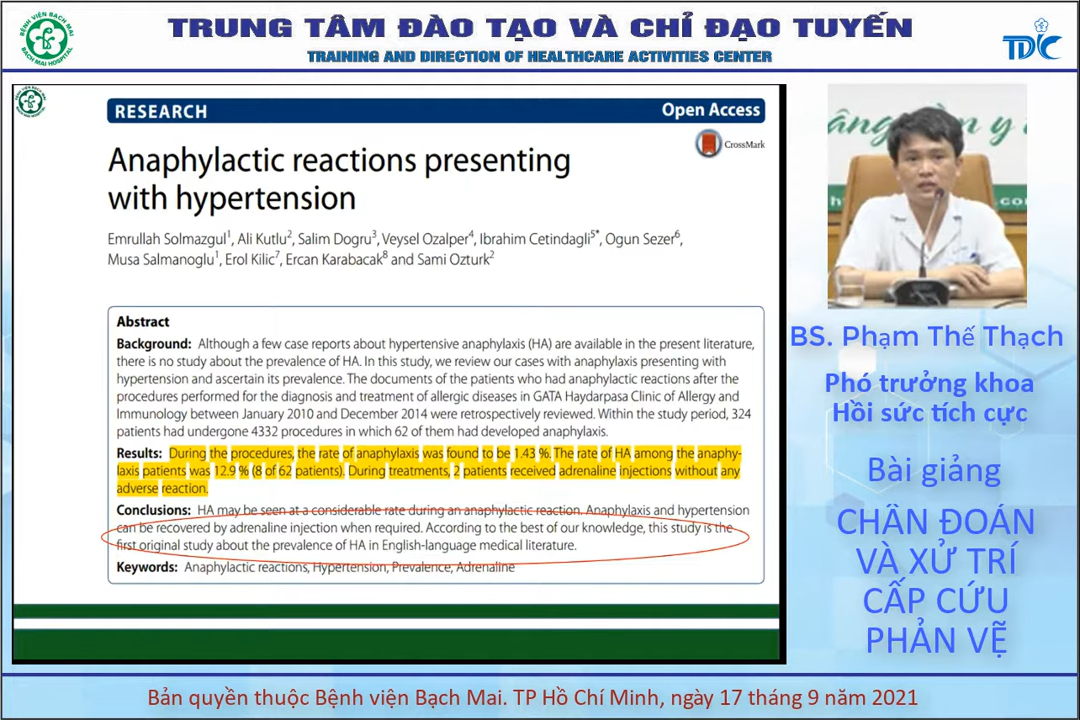 BỆNH VIỆN BẠCH MAI
BACH MAI HOSPITAL
TRUNG TÂM ĐÀO TẠO VÀ CHỈ ĐẠO TUYẾN
TRAINING AND DIRECTION OF HEALTHCARE ACTIVITIES CENTER
TDC
RESEARCH
Open Access
CrossMark
Anaphylactic reactions presenting
with hypertension
Emrullah Solmazgul1, Ali Kutlu2, Salim Dogru3, Veysel Ozalper4, Ibrahim Cetindagli5*, Ogun Sezer6,
Musa Salmanoglu1, Erol Kilic7, Ercan Karabacak8 and Sami Ozturk2
Abstract
Background: Although a few case reports about hypertensive anaphylaxis (HA) are available in the present literature,
there is no study about the prevalence of HA. In this study, we review our cases with anaphylaxis presenting with
hypertension and ascertain its prevalence. The documents of the patients who had anaphylactic reactions after the
procedures performed for the diagnosis and treatment of allergic diseases in GATA Haydarpasa Clinic of Allergy and
Immunology between January 2010 and December 2014 were retrospectively reviewed. Within the study period, 324
patients had undergone 4332 procedures in which 62 of them had developed anaphylaxis.
Results: During the procedures, the rate of anaphylaxis was found to be 1.43 %. The rate of HA among the anaphy-
laxis patients was 12.9 % (8 of 62 patients). During treatments, 2 patients received adrenaline injections without any
adverse reaction.
Conclusions: HA may be seen at a considerable rate during an anaphylactic reaction. Anaphylaxis and hypertension
can be recovered by adrenaline injection when required. According to the best of our knowledge, this study is the
first original study about the prevalence of HA in English-language medical literature.
Keywords: Anaphylactic reactions, Hypertension, Prevalence, Adrenaline
BS. Phạm Thế Thạch
Phó trưởng khoa
Hồi sức tích cực
Bài giảng
CHẨN ĐOÁN
VÀ XỬ TRÍ
CẤP CỨU
PHẢN VỆ
Bản quyền thuộc Bệnh viện Bạch Mai. TP Hồ Chí Minh, ngày 17 tháng 9 năm 2021